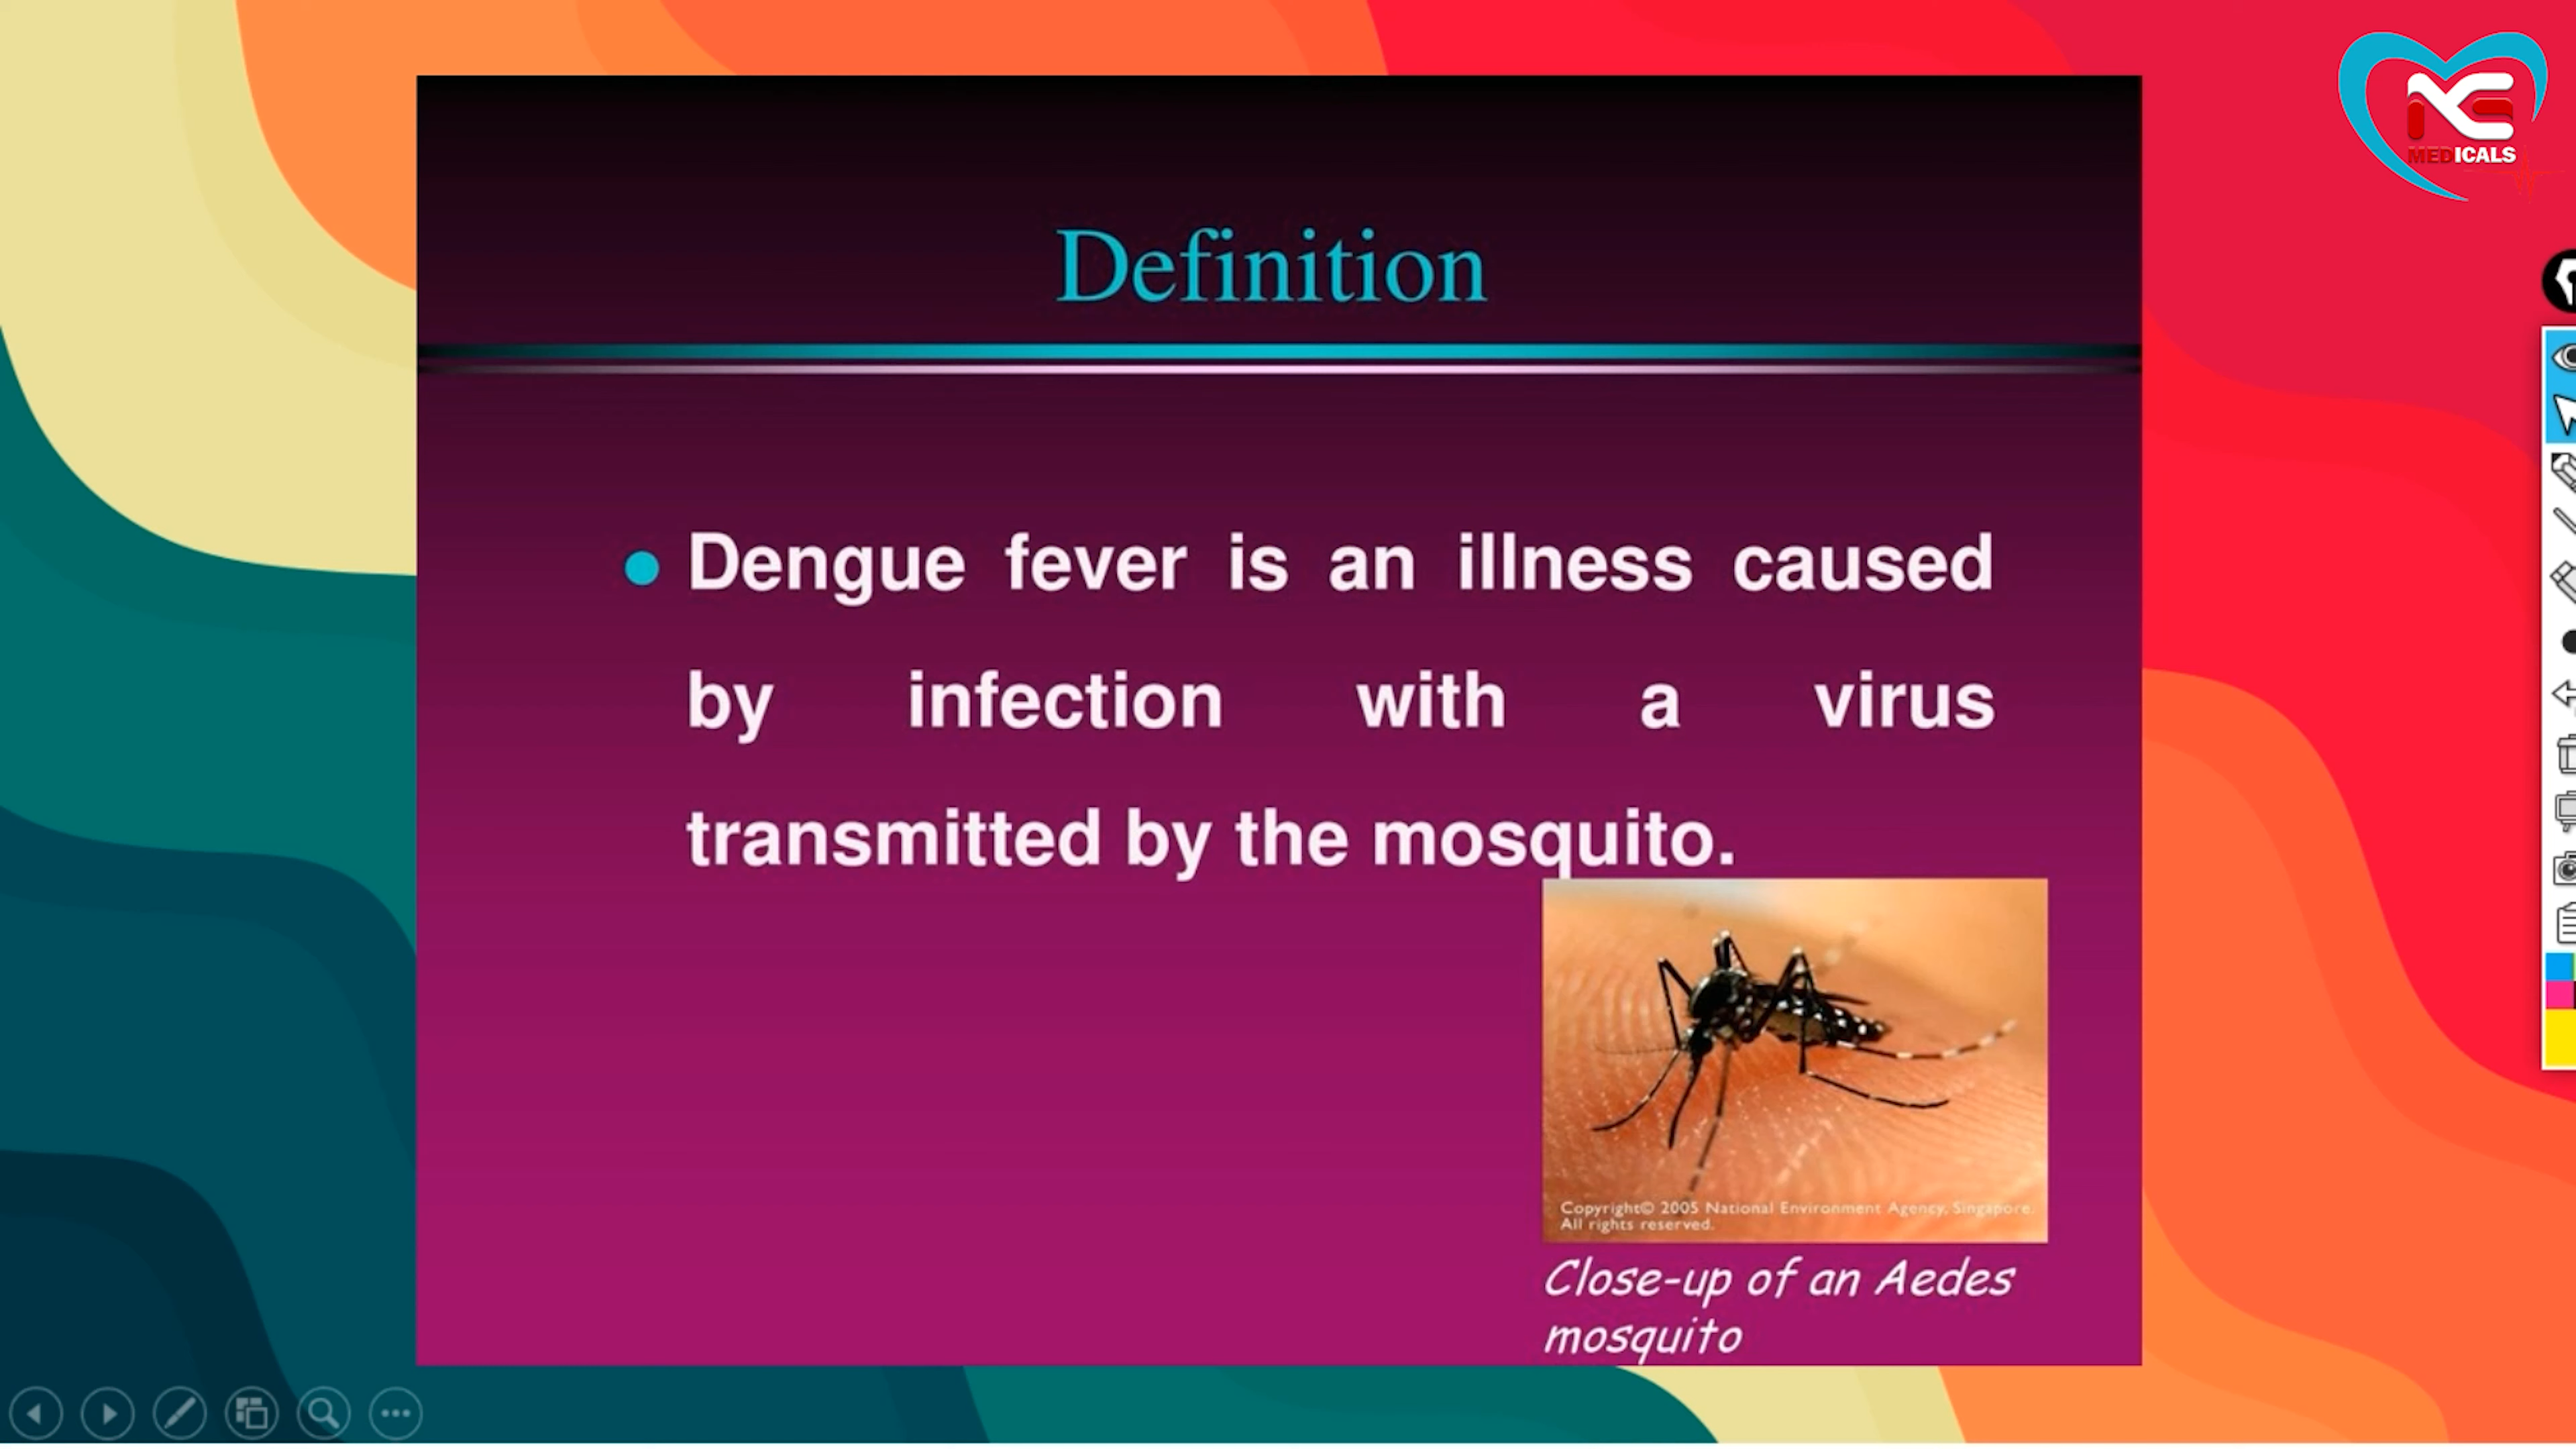 MEDICALS
Definition
Dengue fever is an illness caused
by infection with a virus
transmitted by the mosquito.
Copyright© 2005 National Environment Agency, Singapore.
All rights reserved.
Close-up of an Aedes
mosquito